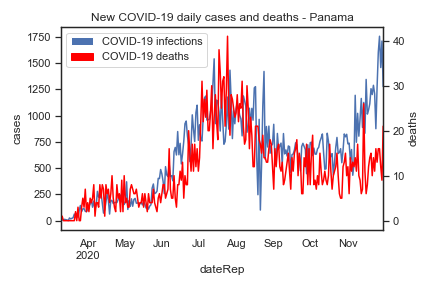 New COVID-19 daily cases and deaths - Panama
COVID-19 infections
COVID-19 deaths
cases
1750
1500
1250
1000
750
500
250
0
deaths
40
30
20
10
0
Apr
2020
May
Jun
Jul
Aug
Sep
Oct
Nov
dateRep